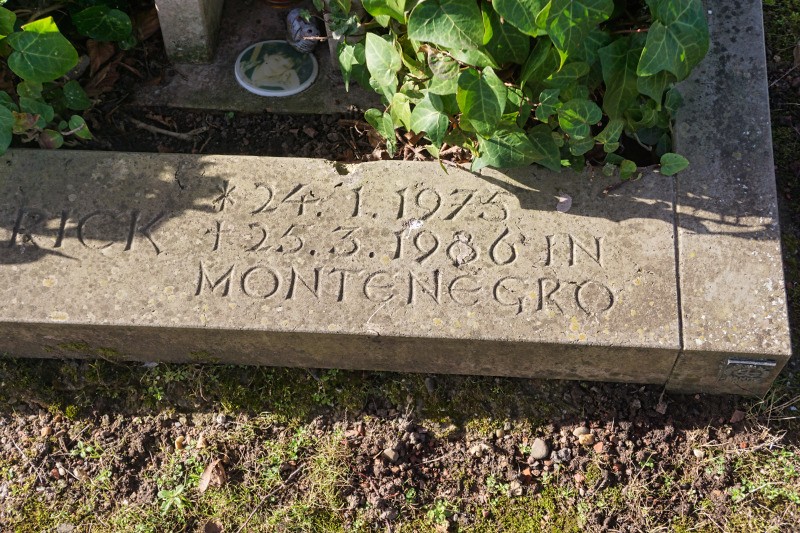 RICK
* 24.1.1975
† 25.3.1986 IN
MONTENEGRO